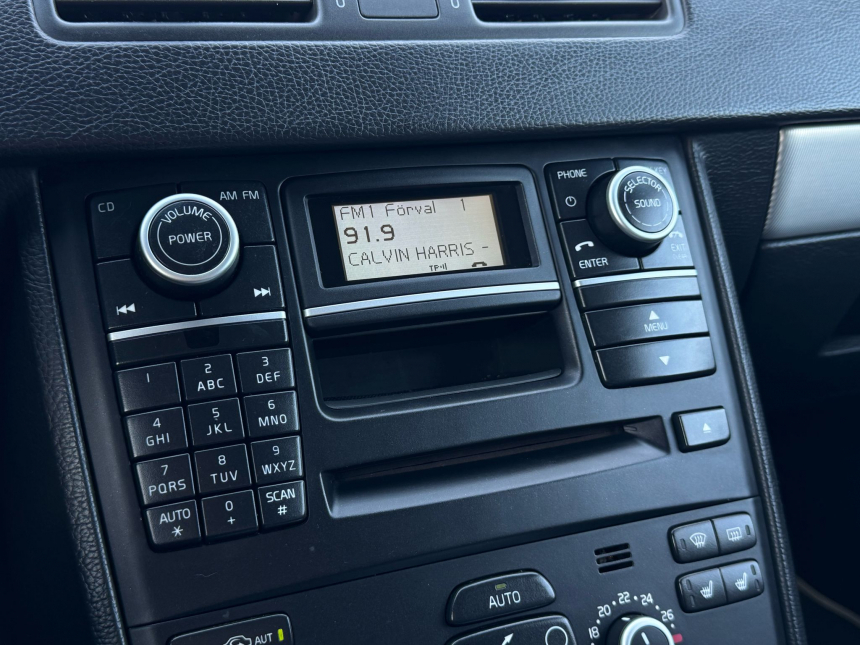 CD
AM FM
VOLUME
POWER
FM1 Förval 1
91.9
CALVIN HARRIS -
TP
PHONE
KEY
SELECTOR
SOUND
ENTER
EXIT
MENU
1
2 ABC
3 DEF
4 GHI
5 JKL
6 MNO
7 PQRS
8 TUV
9 WXYZ
AUTO *
0 +
SCAN #
AUTO
AUT
18 20 22 24 26